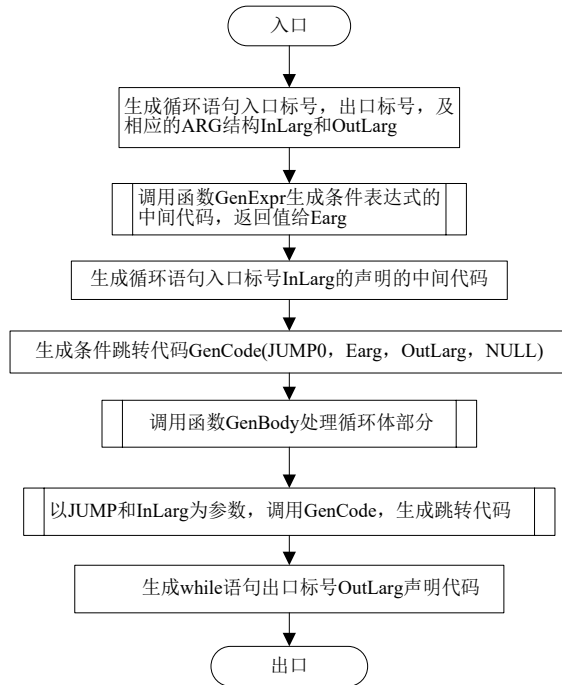 入口
生成循环语句入口标号，出口标号，及
相应的ARG结构InLarg和OutLarg
调用函数GenExpr生成条件表达式的
中间代码，返回值给Earg
生成循环语句入口标号InLarg的声明的中间代码
生成条件跳转代码GenCode(JUMP0，Earg，OutLarg，NULL)
调用函数GenBody处理循环体部分
以JUMP和InLarg为参数，调用GenCode，生成跳转代码
生成while语句出口标号OutLarg声明代码
出口